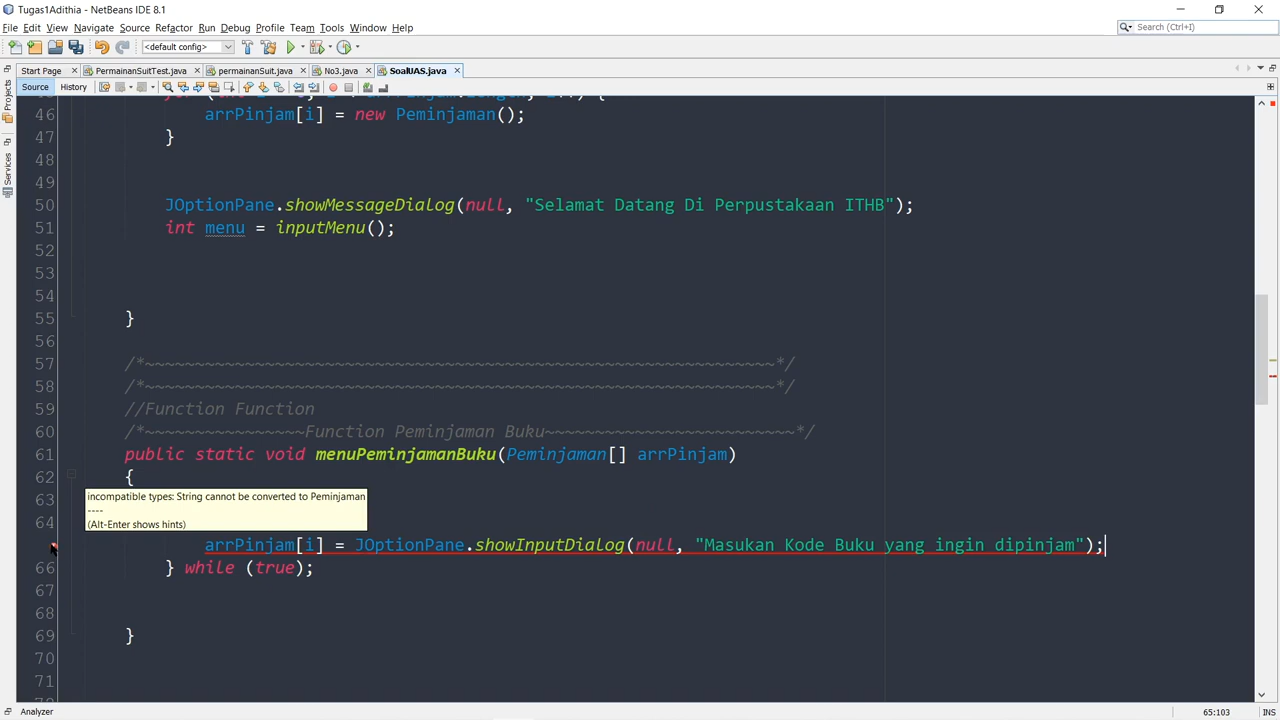 Tugas1Adithia - NetBeans IDE 8.1
File Edit View Navigate Source Refactor Run Debug Profile Team Tools Window Help
Search (Ctrl+I)
<default config>
Start Page PermainanSuitTest.java permainanSuit.java No3.java SoalUAS.java
Source History
Projects
Services
46 arrPinjam[i] = new Peminjaman();
47 }
48
49
50 JOptionPane.showMessageDialog(null, "Selamat Datang Di Perpustakaan ITHB");
51 int menu = inputMenu();
52
53
54
55 }
56
57 /*~~~~~~~~~~~~~~~~~~~~~~~~~~~~~~~~~~~~~~~~~~~~~~~~~~~~~~~~~~~~~~~*/
58 /*~~~~~~~~~~~~~~~~~~~~~~~~~~~~~~~~~~~~~~~~~~~~~~~~~~~~~~~~~~~~~~~*/
59 //Function Function
60 /*~~~~~~~~~~~~~~~~Function Peminjaman Buku~~~~~~~~~~~~~~~~~~~~~~~~~*/
61 public static void menuPeminjamanBuku(Peminjaman[] arrPinjam)
62 {
63
incompatible types: String cannot be converted to Peminjaman
----
(Alt-Enter shows hints)
64
arrPinjam[i] = JOptionPane.showInputDialog(null, "Masukan Kode Buku yang ingin dipinjam");
66 } while (true);
67
68
69 }
70
71
Analyzer
65:103 INS